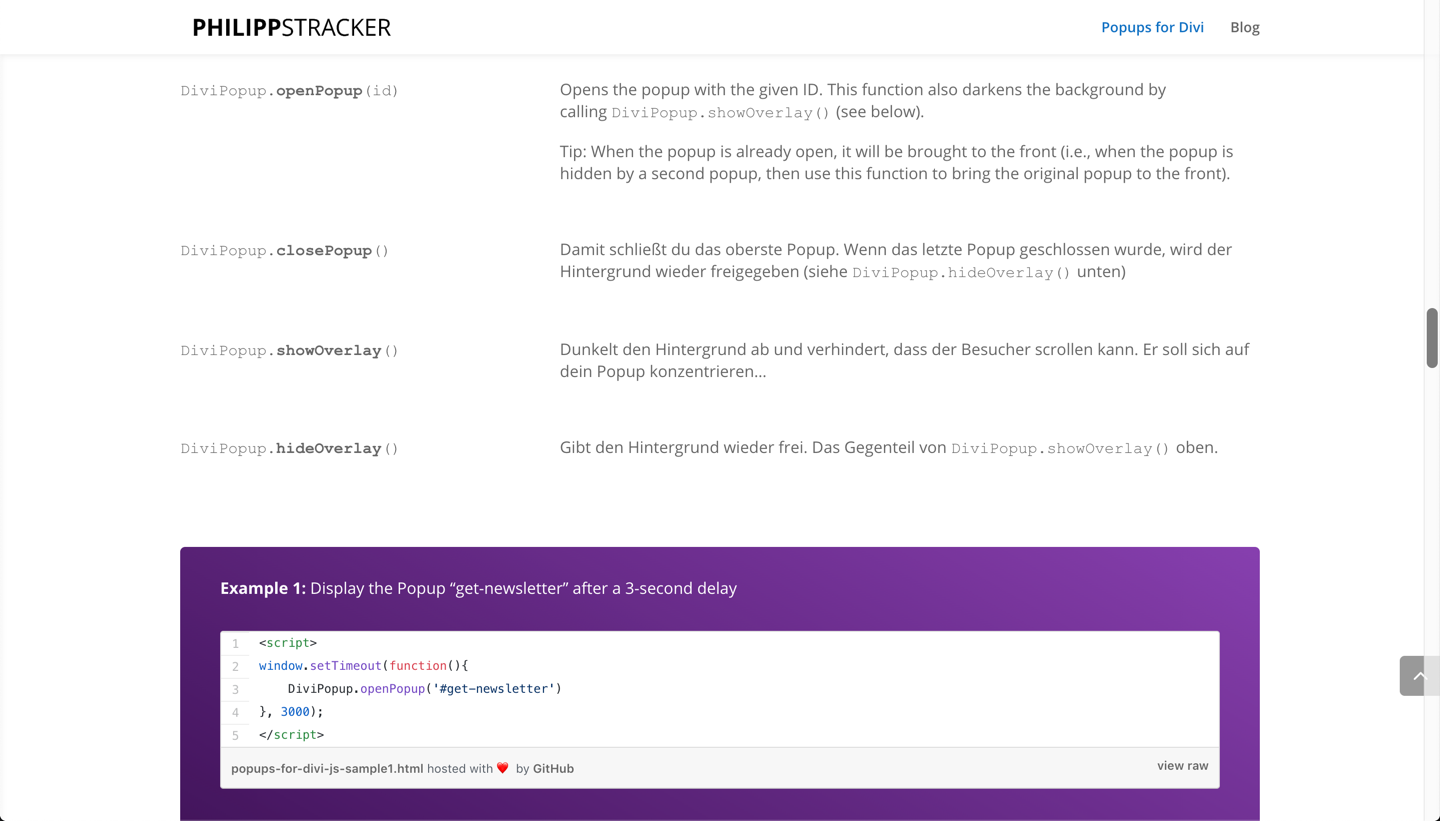 PHILIPPSTRACKER
Popups for Divi
Blog
DiviPopup.openPopup(id)
Opens the popup with the given ID. This function also darkens the background by
calling DiviPopup.showOverlay() (see below).
Tip: When the popup is already open, it will be brought to the front (i.e., when the popup is
hidden by a second popup, then use this function to bring the original popup to the front).
DiviPopup.closePopup()
Damit schließt du das oberste Popup. Wenn das letzte Popup geschlossen wurde, wird der
Hintergrund wieder freigegeben (siehe DiviPopup.hideOverlay() unten)
DiviPopup.showOverlay()
Dunkelt den Hintergrund ab und verhindert, dass der Besucher scrollen kann. Er soll sich auf
dein Popup konzentrieren…
DiviPopup.hideOverlay()
Gibt den Hintergrund wieder frei. Das Gegenteil von DiviPopup.showOverlay() oben.
Example 1: Display the Popup “get-newsletter” after a 3-second delay
1 <script>
2 window.setTimeout(function(){
3     DiviPopup.openPopup('#get-newsletter')
4 }, 3000);
5 </script>
popups-for-divi-js-sample1.html hosted with ❤ by GitHub
view raw